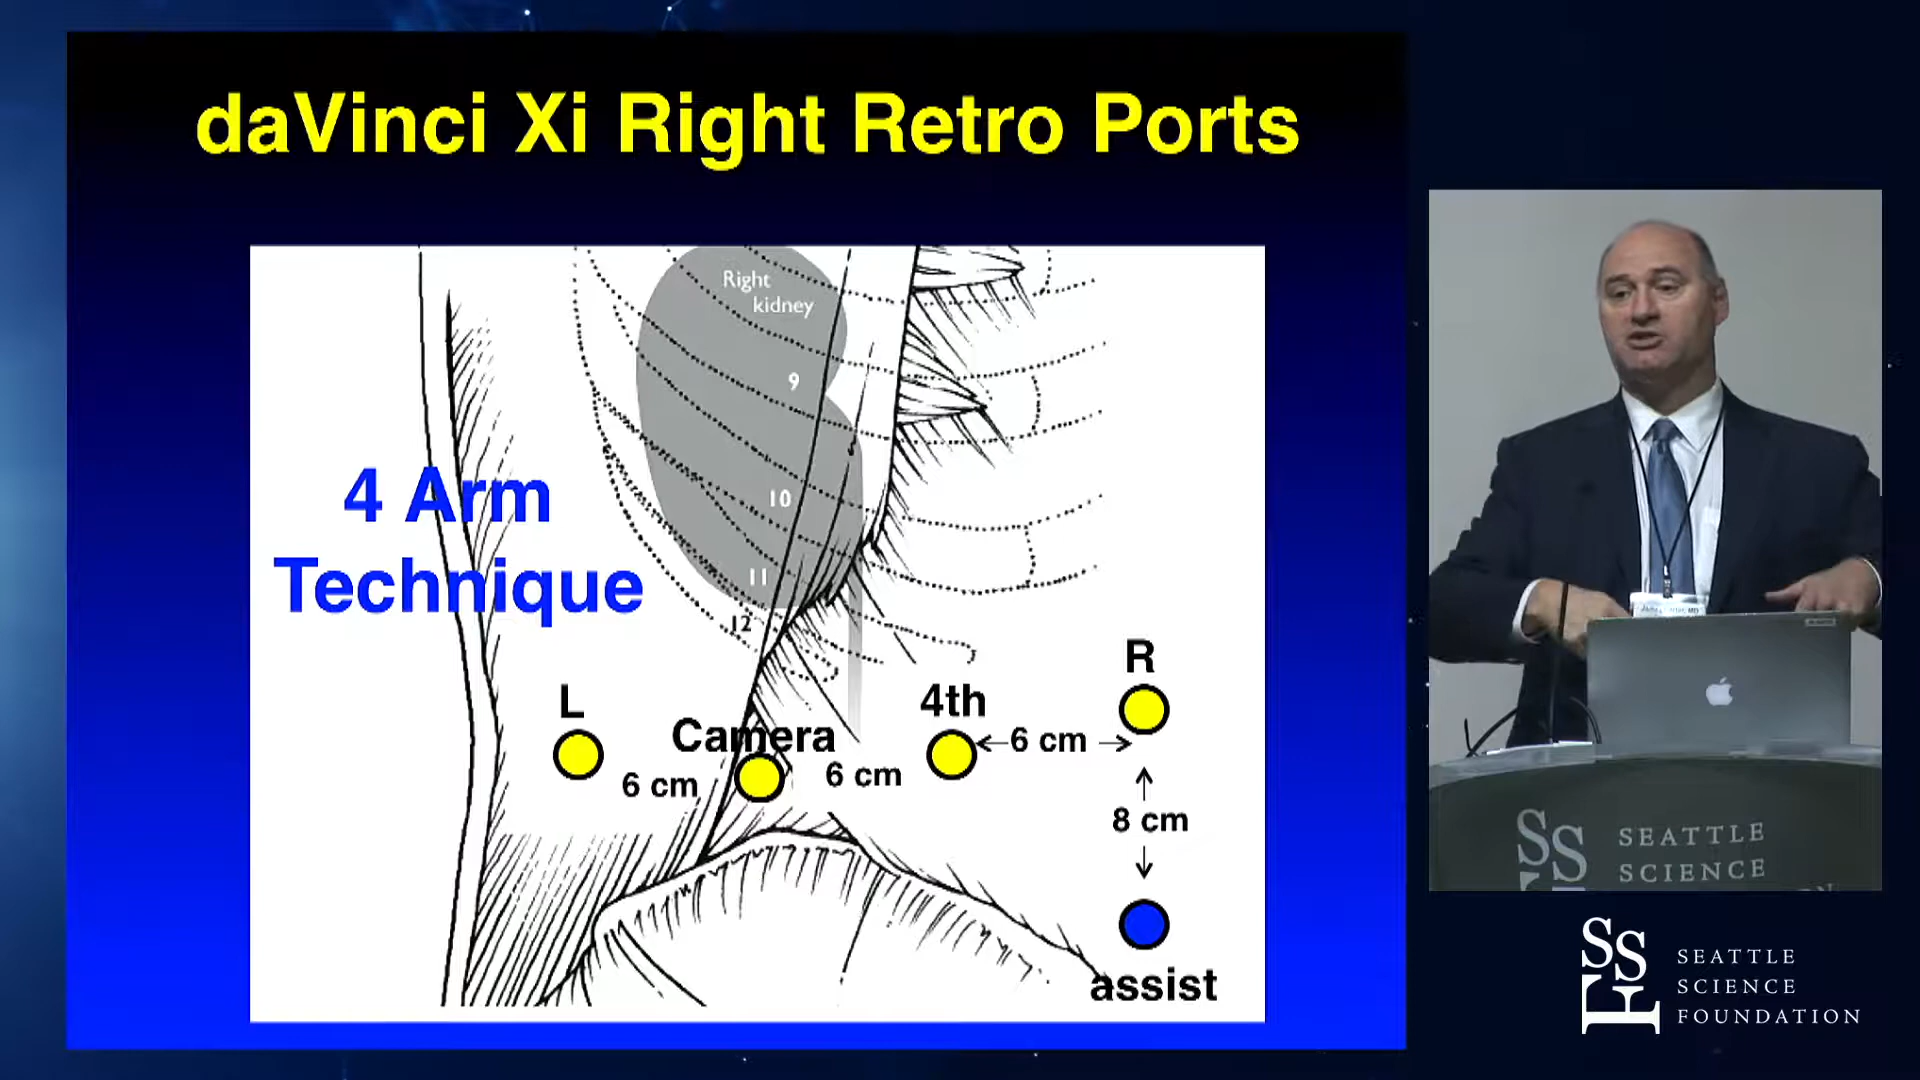 daVinci Xi Right Retro Ports
Right
kidney
9
10
11
12
4 Arm
Technique
L
Camera
4th
R
6 cm
6 cm
6 cm
8 cm
assist
SEATTLE
SCIENCE
SSF
SEATTLE
SCIENCE
FOUNDATION